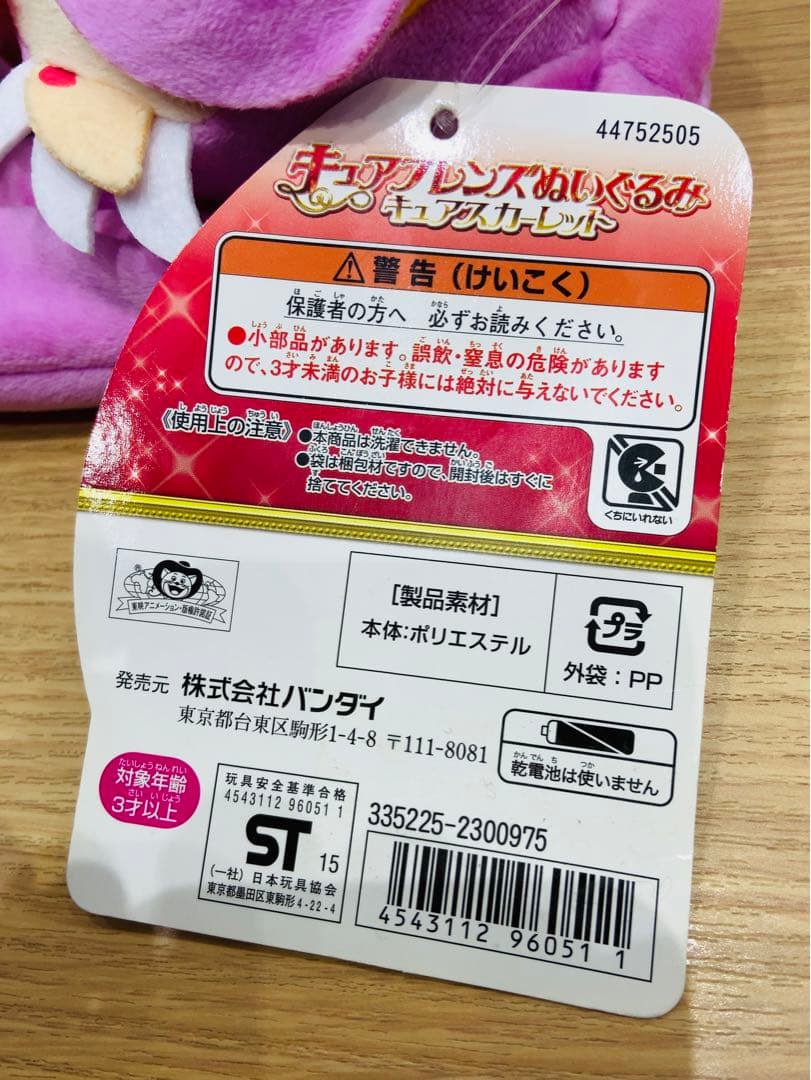 44752505
キュアフレンズぬいぐるみ
キュアスカーレット
⚠警告（けいこく）
保護者の方へ 必ずお読みください。
●小部品があります。誤飲・窒息の危険があります
ので、3才未満のお子様には絶対に与えないでください。
《使用上の注意》
●本商品は洗濯できません。
●袋は梱包材ですので、開封後はすぐに
捨ててください。
くちにいれない
東映アニメーション・版権許諾証
[製品素材]
本体:ポリエステル
プラ
外袋：PP
発売元 株式会社バンダイ
東京都台東区駒形1-4-8 〒111-8081
乾電池は使いません
対象年齢
3才以上
玩具安全基準合格
4543112 96051 1
ST 15
(一社) 日本玩具協会
東京都墨田区東駒形4-22-4
335225-2300975
4543112 960511